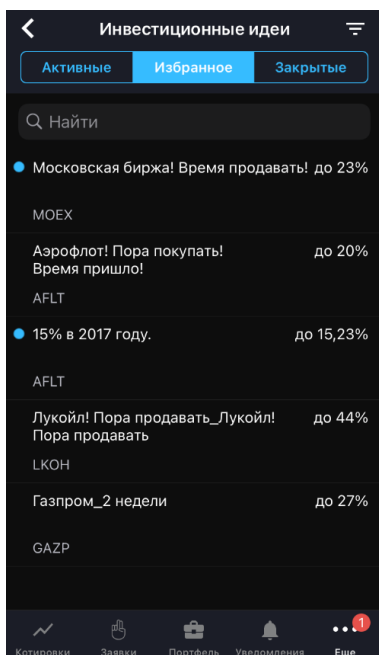 Инвестиционные идеи
Активные Избранное Закрытые
Найти
Московская биржа! Время продавать! до 23%
MOEX
Аэрофлот! Пора покупать! до 20%
Время пришло!
AFLT
15% в 2017 году. до 15,23%
AFLT
Лукойл! Пора продавать_Лукойл! до 44%
Пора продавать
LKOH
Газпром_2 недели до 27%
GAZP
1
Котировки Заявки Портфель Уведомления Еще